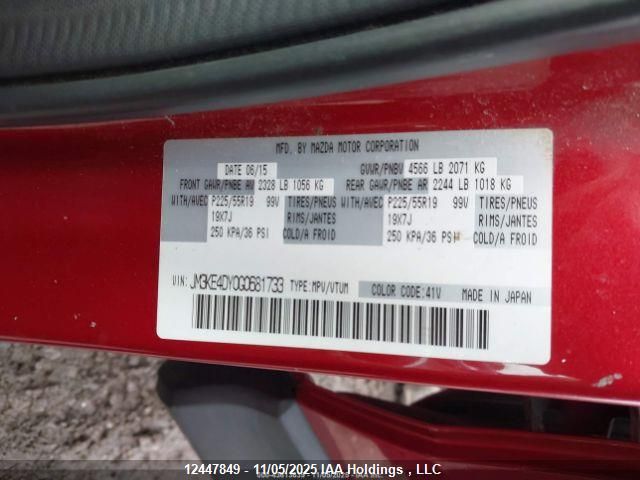 MFD. BY MAZDA MOTOR CORPORATION
DATE 06/15 GVWR/PNBV 4566 LB 2071 KG
FRONT GAWR/PNBE AV 2328 LB 1056 KG REAR GAWR/PNBE AR 2244 LB 1018 KG
WITH/AVEC P225/55R19 99V TIRES/PNEUS WITH/AVEC P225/55R19 99V TIRES/PNEUS
19X7J RIMS/JANTES 19X7J RIMS/JANTES
250 KPA/36 PSI COLD/A FROID 250 KPA/36 PSI COLD/A FROID
VIN: JM3KE4DY0G0581733 TYPE:MPV/VTUM COLOR CODE:41V MADE IN JAPAN
12447849 - 11/05/2025 IAA Holdings , LLC